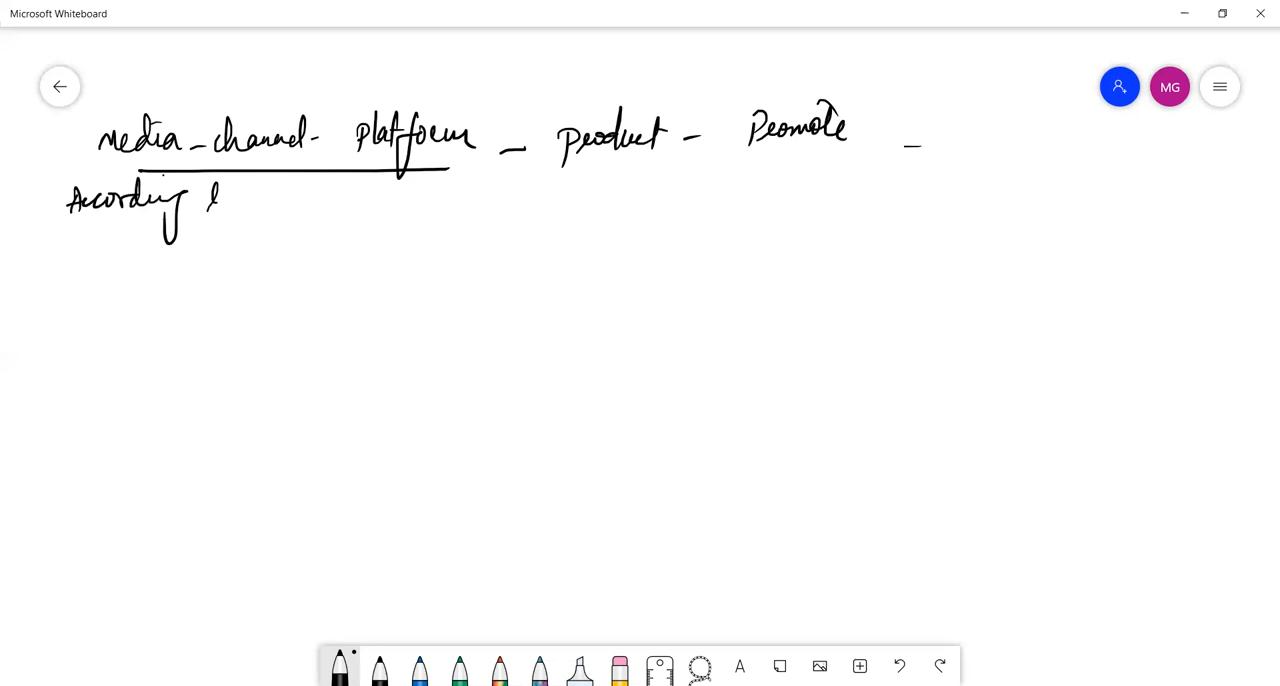 Microsoft Whiteboard
MG
Media - channel - Platform - Product - Promote -
According